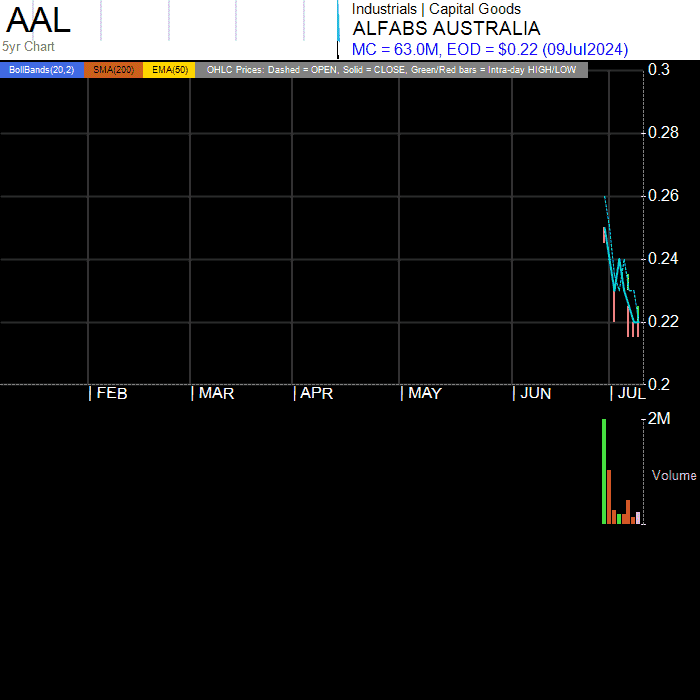 AAL
5yr Chart
Industrials | Capital Goods
ALFABS AUSTRALIA
MC = 63.0M, EOD = $0.22 (09Jul2024)
BollBands(20,2) SMA(200) EMA(50) OHLC Prices: Dashed = OPEN, Solid = CLOSE, Green/Red bars = Intra-day HIGH/LOW
0.3
0.28
0.26
0.24
0.22
0.2
| FEB | MAR | APR | MAY | JUN | JUL
2M
Volume